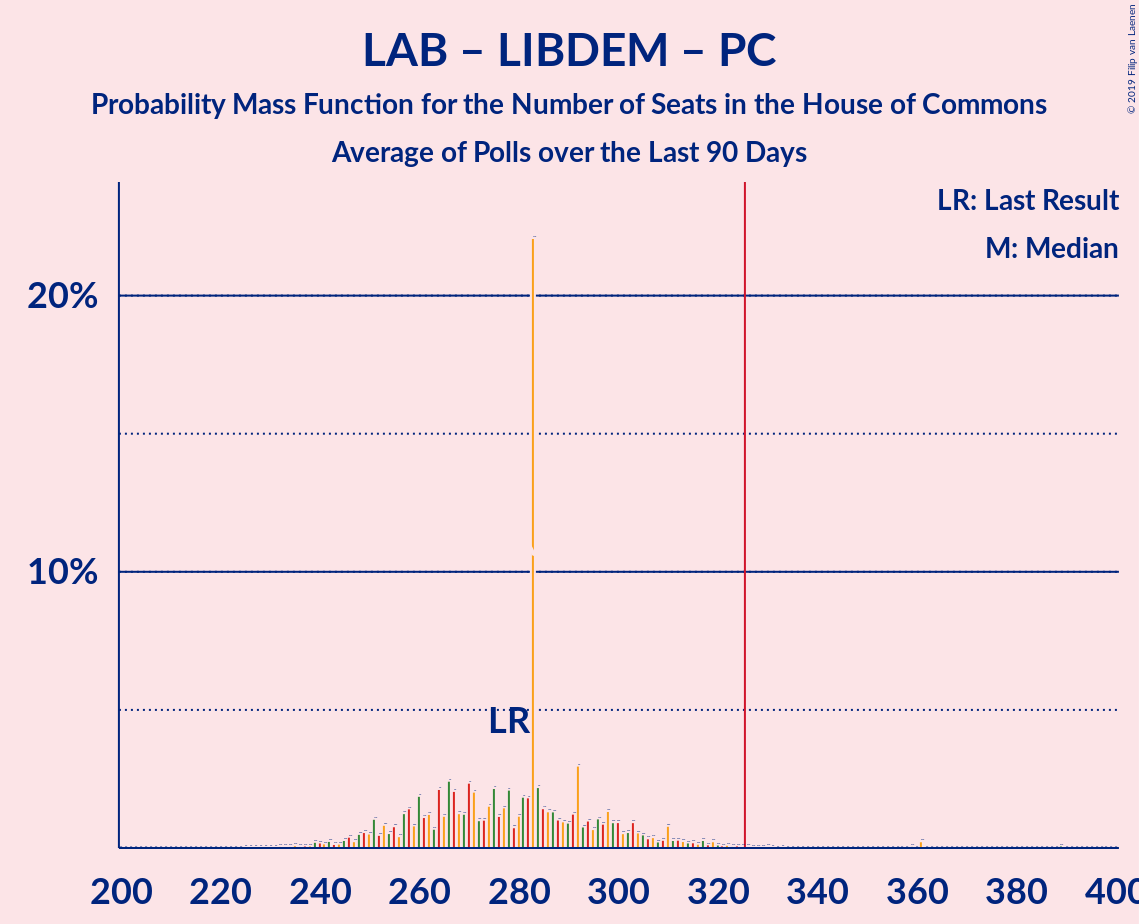 LAB – LIBDEM – PC
Probability Mass Function for the Number of Seats in the House of Commons
Average of Polls over the Last 90 Days
© 2019 Filip van Laenen
LR: Last Result
M: Median
20%
10%
LR
200 220 240 260 280 300 320 340 360 380 400